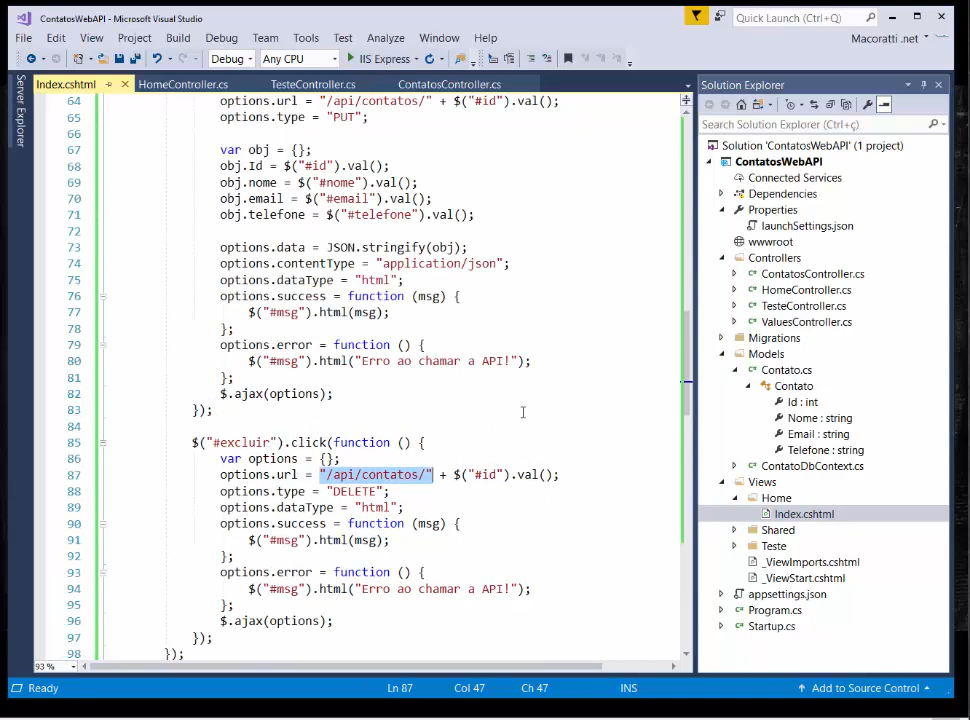 ContatosWebAPI - Microsoft Visual Studio
Quick Launch (Ctrl+Q)
File Edit View Project Build Debug Team Tools Test Analyze Window Help
Macoratti .net
Debug Any CPU IIS Express
Server Explorer
Index.cshtml HomeController.cs TesteController.cs ContatosController.cs
64 options.url = "/api/contatos/" + $("#id").val();
65 options.type = "PUT";
66
67 var obj = {};
68 obj.Id = $("#id").val();
69 obj.nome = $("#nome").val();
70 obj.email = $("#email").val();
71 obj.telefone = $("#telefone").val();
72
73 options.data = JSON.stringify(obj);
74 options.contentType = "application/json";
75 options.dataType = "html";
76 options.success = function (msg) {
77 $("#msg").html(msg);
78 };
79 options.error = function () {
80 $("#msg").html("Erro ao chamar a API!");
81 };
82 $.ajax(options);
83 });
84
85 $("#excluir").click(function () {
86 var options = {};
87 options.url = "/api/contatos/" + $("#id").val();
88 options.type = "DELETE";
89 options.dataType = "html";
90 options.success = function (msg) {
91 $("#msg").html(msg);
92 };
93 options.error = function () {
94 $("#msg").html("Erro ao chamar a API!");
95 };
96 $.ajax(options);
97 });
98 });
93 %
Solution Explorer
Search Solution Explorer (Ctrl+ç)
Solution 'ContatosWebAPI' (1 project)
ContatosWebAPI
Connected Services
Dependencies
Properties
launchSettings.json
wwwroot
Controllers
ContatosController.cs
HomeController.cs
TesteController.cs
ValuesController.cs
Migrations
Models
Contato.cs
Contato
Id : int
Nome : string
Email : string
Telefone : string
ContatoDbContext.cs
Views
Home
Index.cshtml
Shared
Teste
_ViewImports.cshtml
_ViewStart.cshtml
appsettings.json
Program.cs
Startup.cs
Ready Ln 87 Col 47 Ch 47 INS Add to Source Control